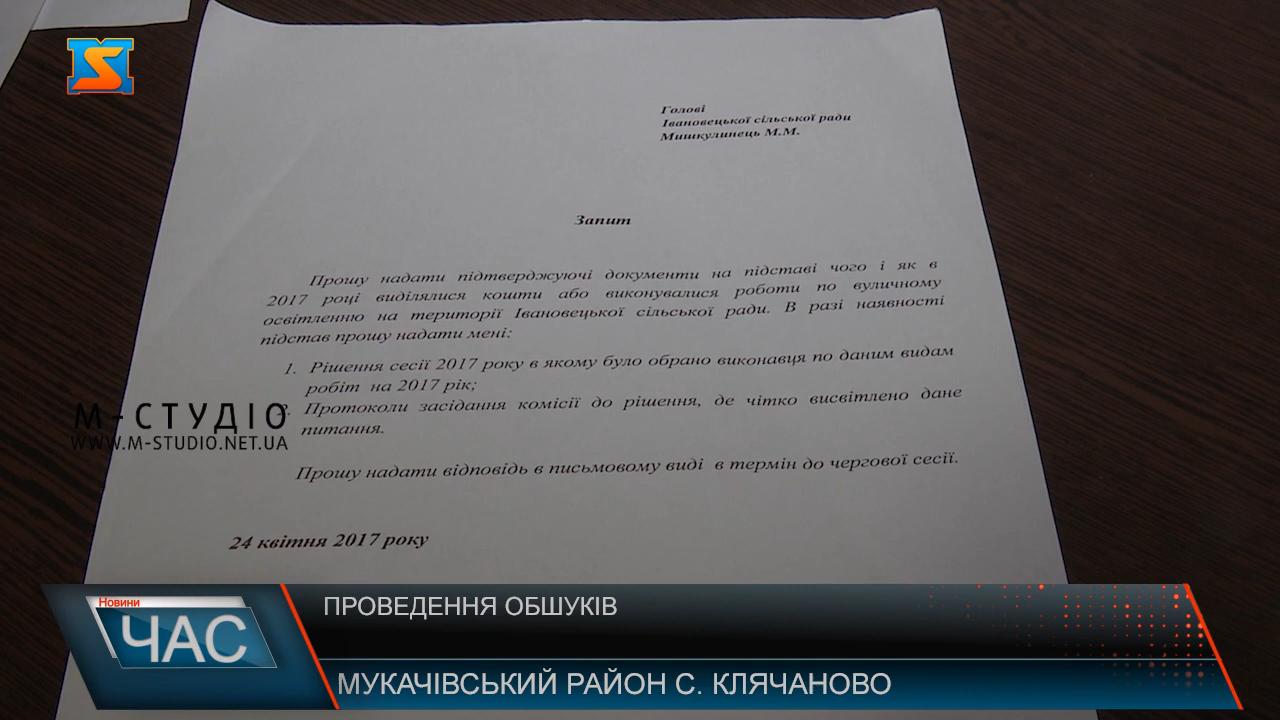 Голові
Івановецької сільської ради
Мишкулинець М.М.
Запит
Прошу надати підтверджуючі документи на підставі чого і як в
2017 році виділялися кошти або виконувалися роботи по вуличному
освітленню на території Івановецької сільської ради. В разі наявності
підстав прошу надати мені:
1. Рішення сесії 2017 року в якому було обрано виконавця по даним видам
робіт на 2017 рік;
2. Протоколи засідання комісії до рішення, де чітко висвітлено дане
питання.
Прошу надати відповідь в письмовому виді в термін до чергової сесії.
24 квітня 2017 року
М-СТУДІО
WWW.M-STUDIO.NET.UA
Новини
ЧАС
ПРОВЕДЕННЯ ОБШУКІВ
МУКАЧІВСЬКИЙ РАЙОН С. КЛЯЧАНОВО